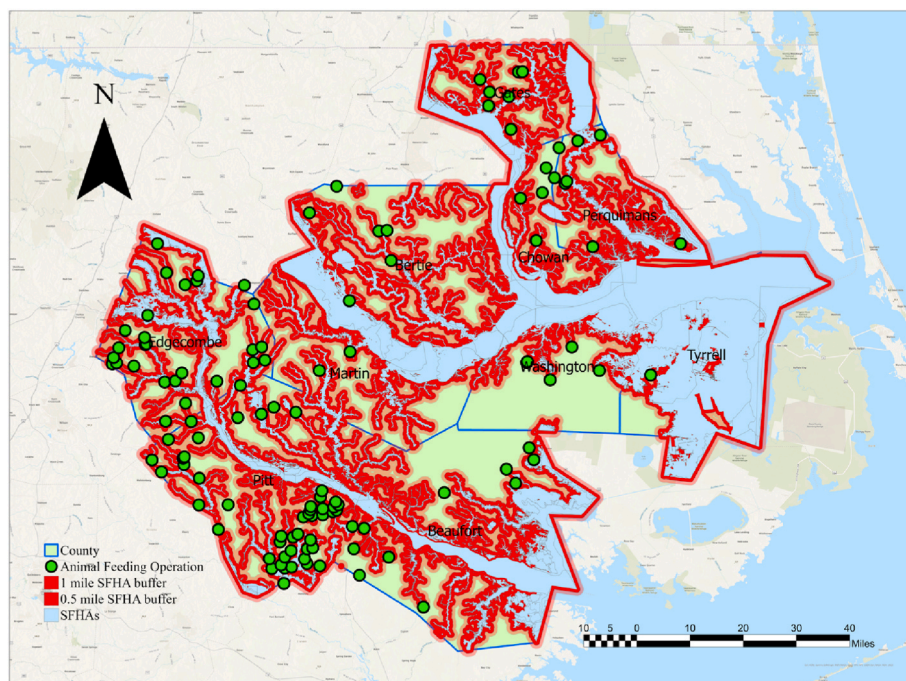 N
Gates
Perquimans
Chowan
Bertie
Edgecombe
Martin
Washington
Tyrrell
Pitt
Beaufort
County
Animal Feeding Operation
1 mile SFHA buffer
0.5 mile SFHA buffer
SFHAs
10 5 0 10 20 30 40
Miles